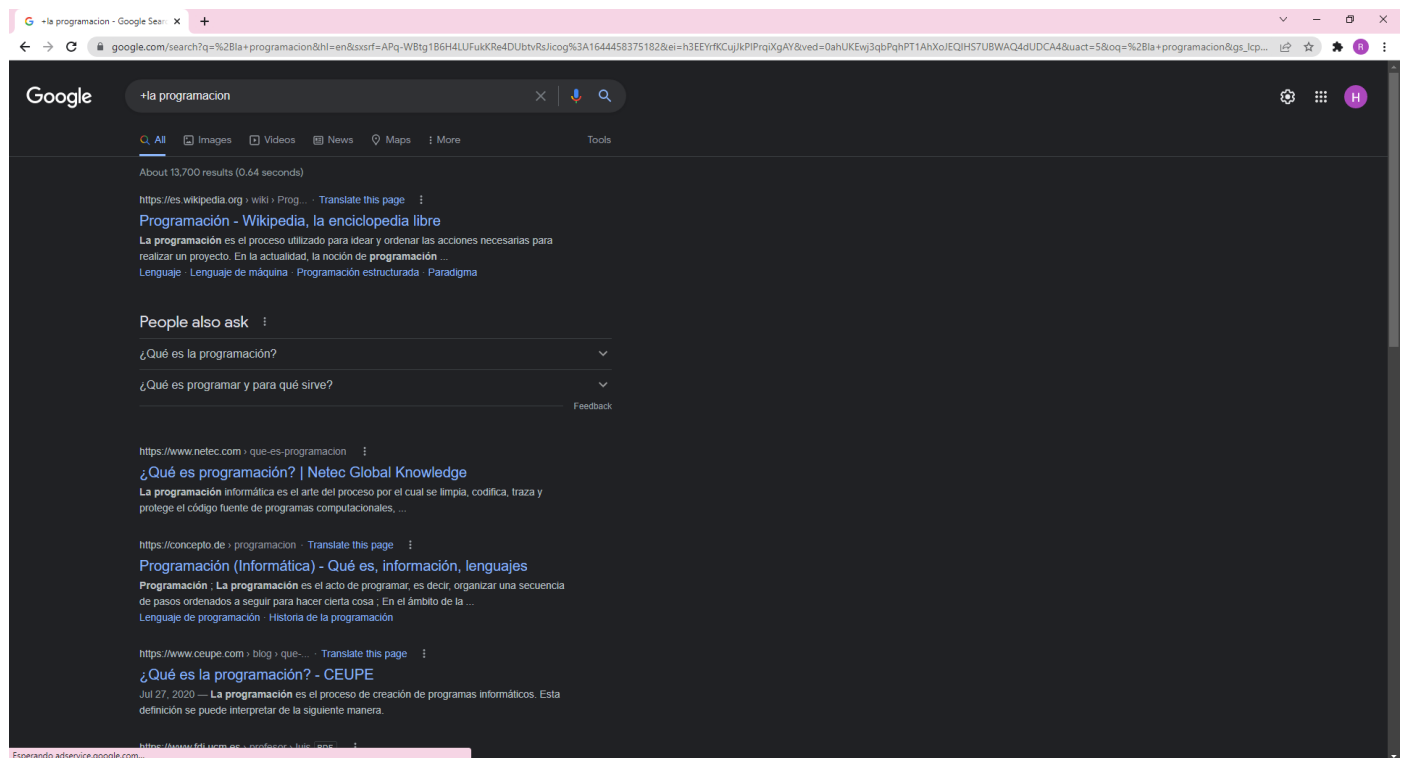 +la programacion - Google Sear
google.com/search?q=%2Bla+programacion&hl=en&sxsrf=APq-WBtg1B6H4LUFukKRe4DUbtvRsJicog%3A1644458375182&ei=h3EEYrfKCujJkPIPrqiXgAY&ved=0ahUKEwj3qbPqhPT1AhXoJEQIHS7UBWAQ4dUDCA4&uact=5&oq=%2Bla+programacion&gs_lcp...
R
Google
+la programacion
H
All Images Videos News Maps More Tools
About 13,700 results (0.64 seconds)
https://es.wikipedia.org › wiki › Prog... · Translate this page
Programación - Wikipedia, la enciclopedia libre
La programación es el proceso utilizado para idear y ordenar las acciones necesarias para
realizar un proyecto. En la actualidad, la noción de programación ...
Lenguaje · Lenguaje de máquina · Programación estructurada · Paradigma
People also ask
¿Qué es la programación?
¿Qué es programar y para qué sirve?
Feedback
https://www.netec.com › que-es-programacion
¿Qué es programación? | Netec Global Knowledge
La programación informática es el arte del proceso por el cual se limpia, codifica, traza y
protege el código fuente de programas computacionales, ...
https://concepto.de › programacion · Translate this page
Programación (Informática) - Qué es, información, lenguajes
Programación ; La programación es el acto de programar, es decir, organizar una secuencia
de pasos ordenados a seguir para hacer cierta cosa ; En el ámbito de la ...
Lenguaje de programación · Historia de la programación
https://www.ceupe.com › blog › que-... · Translate this page
¿Qué es la programación? - CEUPE
Jul 27, 2020 — La programación es el proceso de creación de programas informáticos. Esta
definición se puede interpretar de la siguiente manera.
https://www.fdi.ucm.es › profesor › luis PDF
Esperando adservice.google.com...